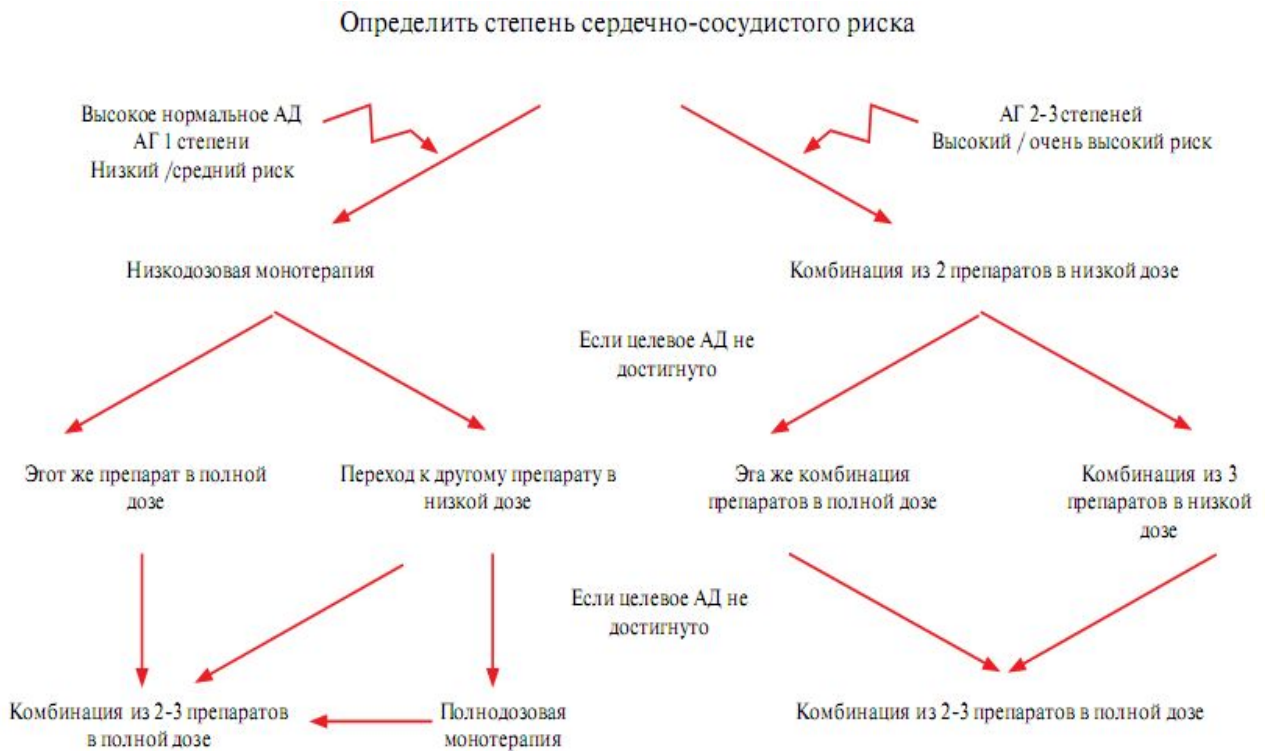 Определить степень сердечно-сосудистого риска
Высокое нормальное АД
АГ 1 степени
Низкий /средний риск
АГ 2-3 степеней
Высокий / очень высокий риск
Низкодозовая монотерапия
Комбинация из 2 препаратов в низкой дозе
Если целевое АД не
достигнуто
Этот же препарат в полной
дозе
Переход к другому препарату в
низкой дозе
Эта же комбинация
препаратов в полной дозе
Комбинация из 3
препаратов в низкой
дозе
Если целевое АД не
достигнуто
Комбинация из 2-3 препаратов
в полной дозе
Полнодозовая
монотерапия
Комбинация из 2-3 препаратов в полной дозе